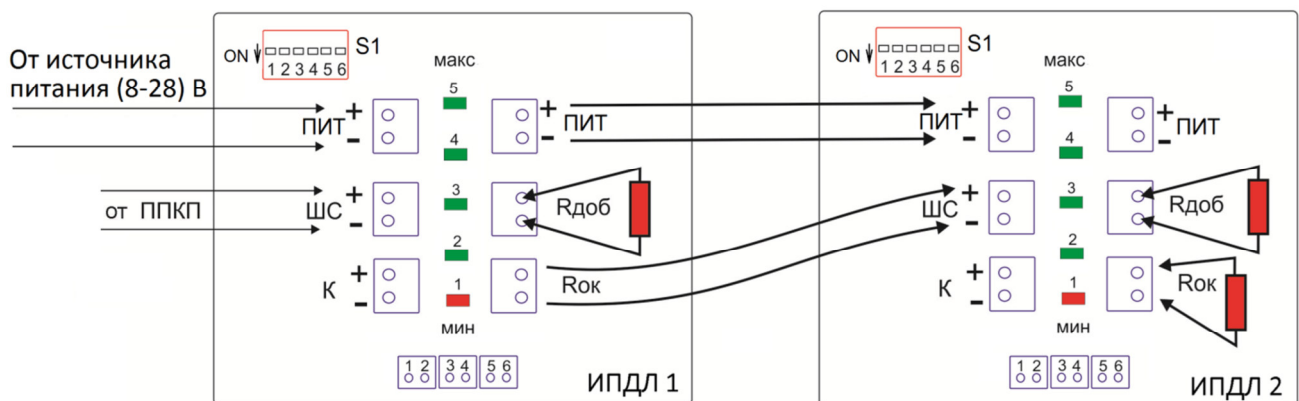 От источника
питания (8-28) В
от ППКП
ON S1
1 2 3 4 5 6
макс
5
4
3
2
1
мин
+
ПИТ
-
+
ПИТ
-
+
ШС
-
Rдоб
+
К
-
Rок
1 2 3 4 5 6
ИПДЛ 1
ON S1
1 2 3 4 5 6
макс
5
4
3
2
1
мин
+
ПИТ
-
+
ПИТ
-
+
ШС
-
Rдоб
+
К
-
Rок
1 2 3 4 5 6
ИПДЛ 2